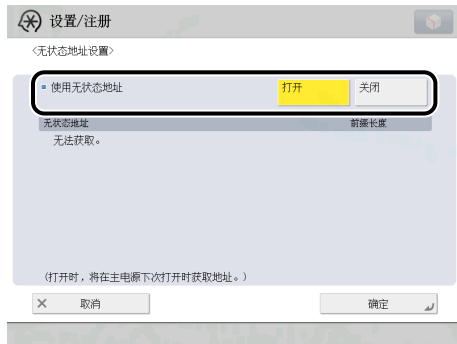 设置/注册
<无状态地址设置>
使用无状态地址 打开 关闭
无状态地址 前缀长度
无法获取。
(打开时，将在主电源下次打开时获取地址。)
取消 确定